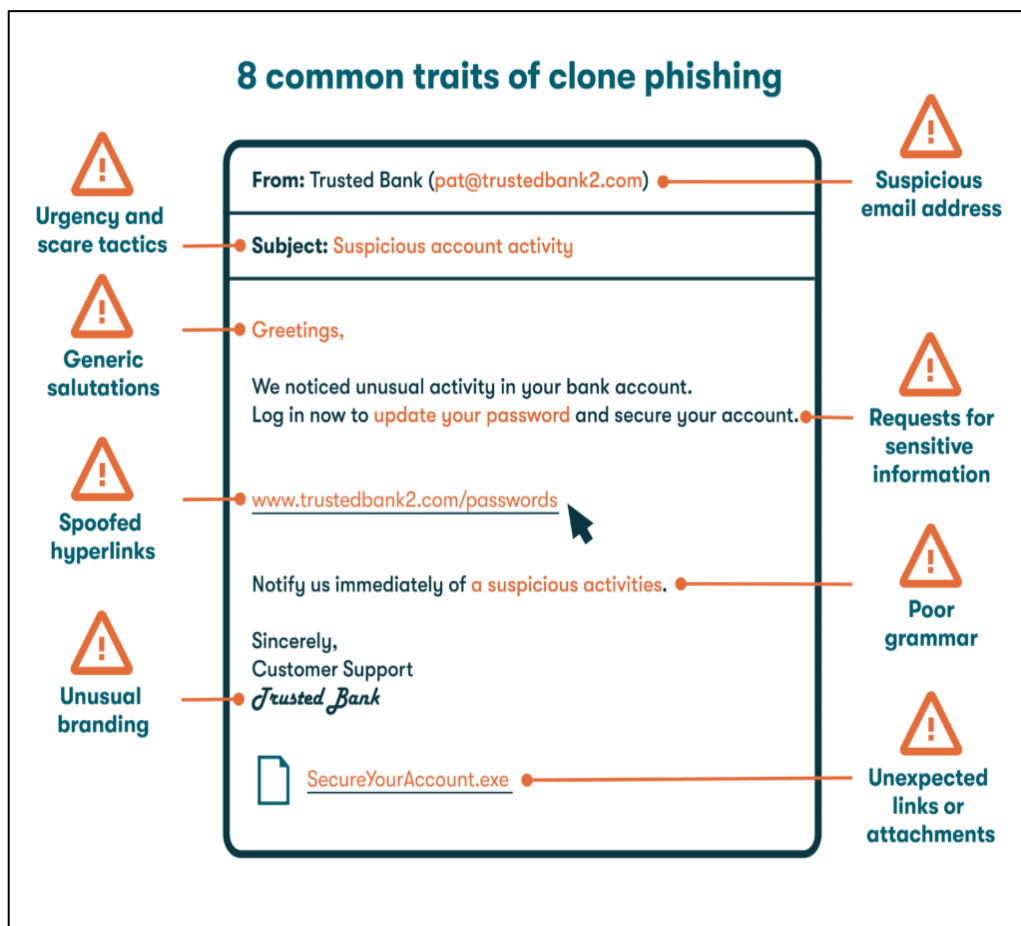 8 common traits of clone phishing
From: Trusted Bank (pat@trustedbank2.com)
Suspicious
email address
Urgency and
scare tactics
Subject: Suspicious account activity
Generic
salutations
Greetings,
We noticed unusual activity in your bank account.
Log in now to update your password and secure your account.
Requests for
sensitive
information
Spoofed
hyperlinks
www.trustedbank2.com/passwords
Notify us immediately of a suspicious activities.
Poor
grammar
Unusual
branding
Sincerely,
Customer Support
Trusted Bank
SecureYourAccount.exe
Unexpected
links or
attachments